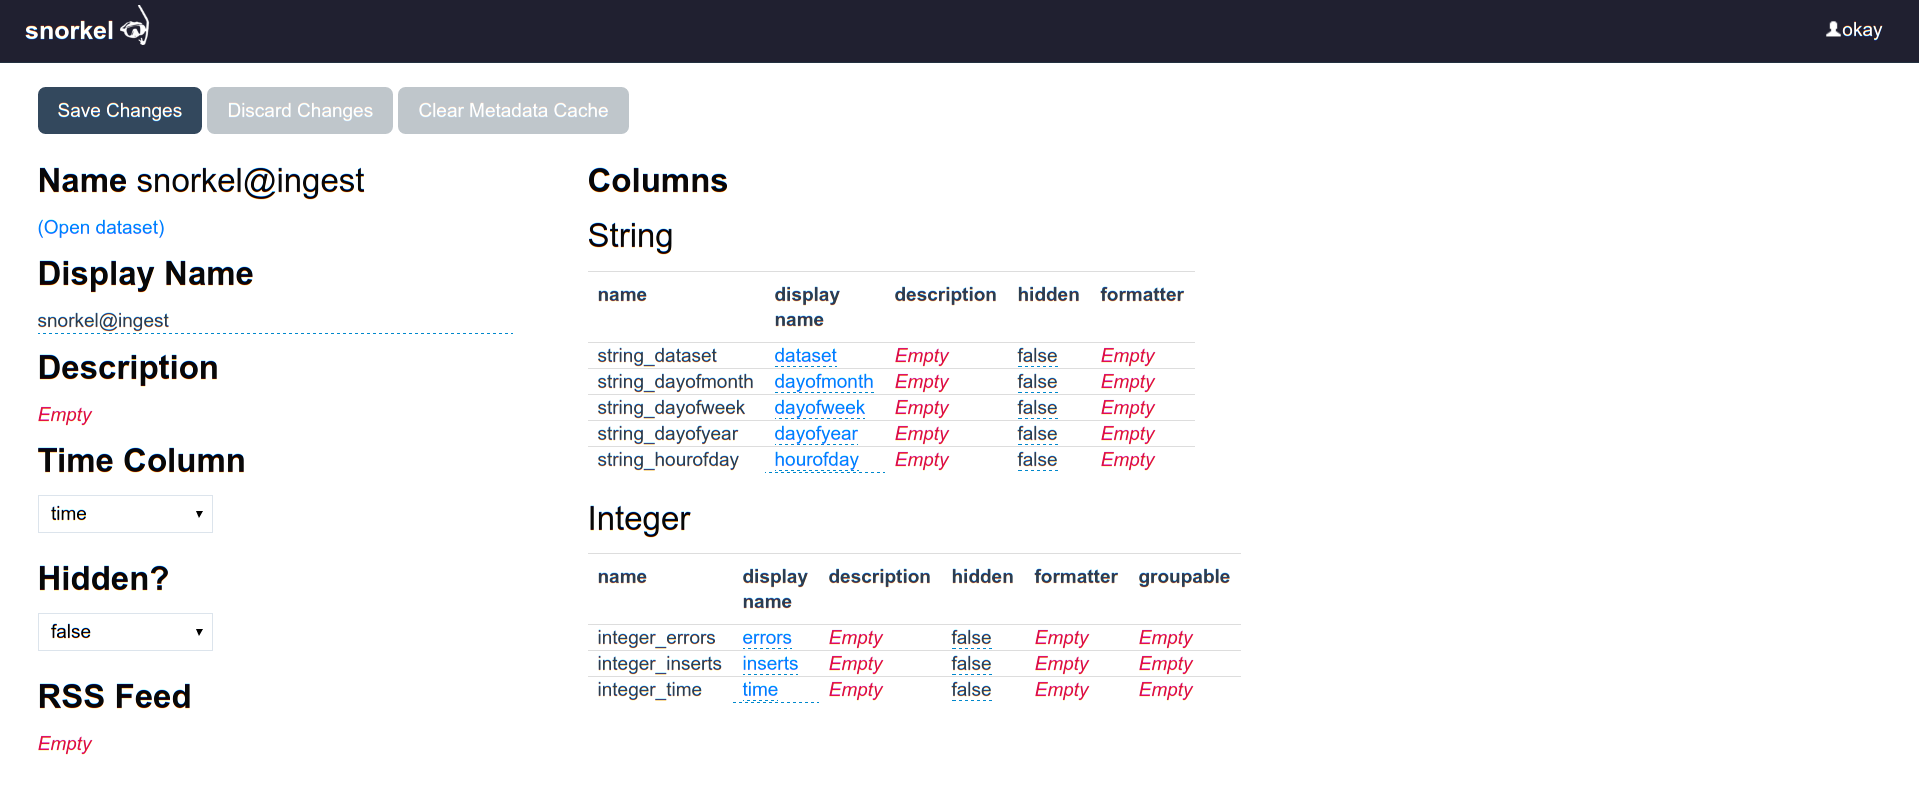 snorkel
okay
Save Changes Discard Changes Clear Metadata Cache
Name snorkel@ingest
(Open dataset)
Display Name
snorkel@ingest
Description
Empty
Time Column
time
Hidden?
false
RSS Feed
Empty
Columns
String
name display name description hidden formatter
string_dataset dataset Empty false Empty
string_dayofmonth dayofmonth Empty false Empty
string_dayofweek dayofweek Empty false Empty
string_dayofyear dayofyear Empty false Empty
string_hourofday hourofday Empty false Empty
Integer
name display name description hidden formatter groupable
integer_errors errors Empty false Empty Empty
integer_inserts inserts Empty false Empty Empty
integer_time time Empty false Empty Empty